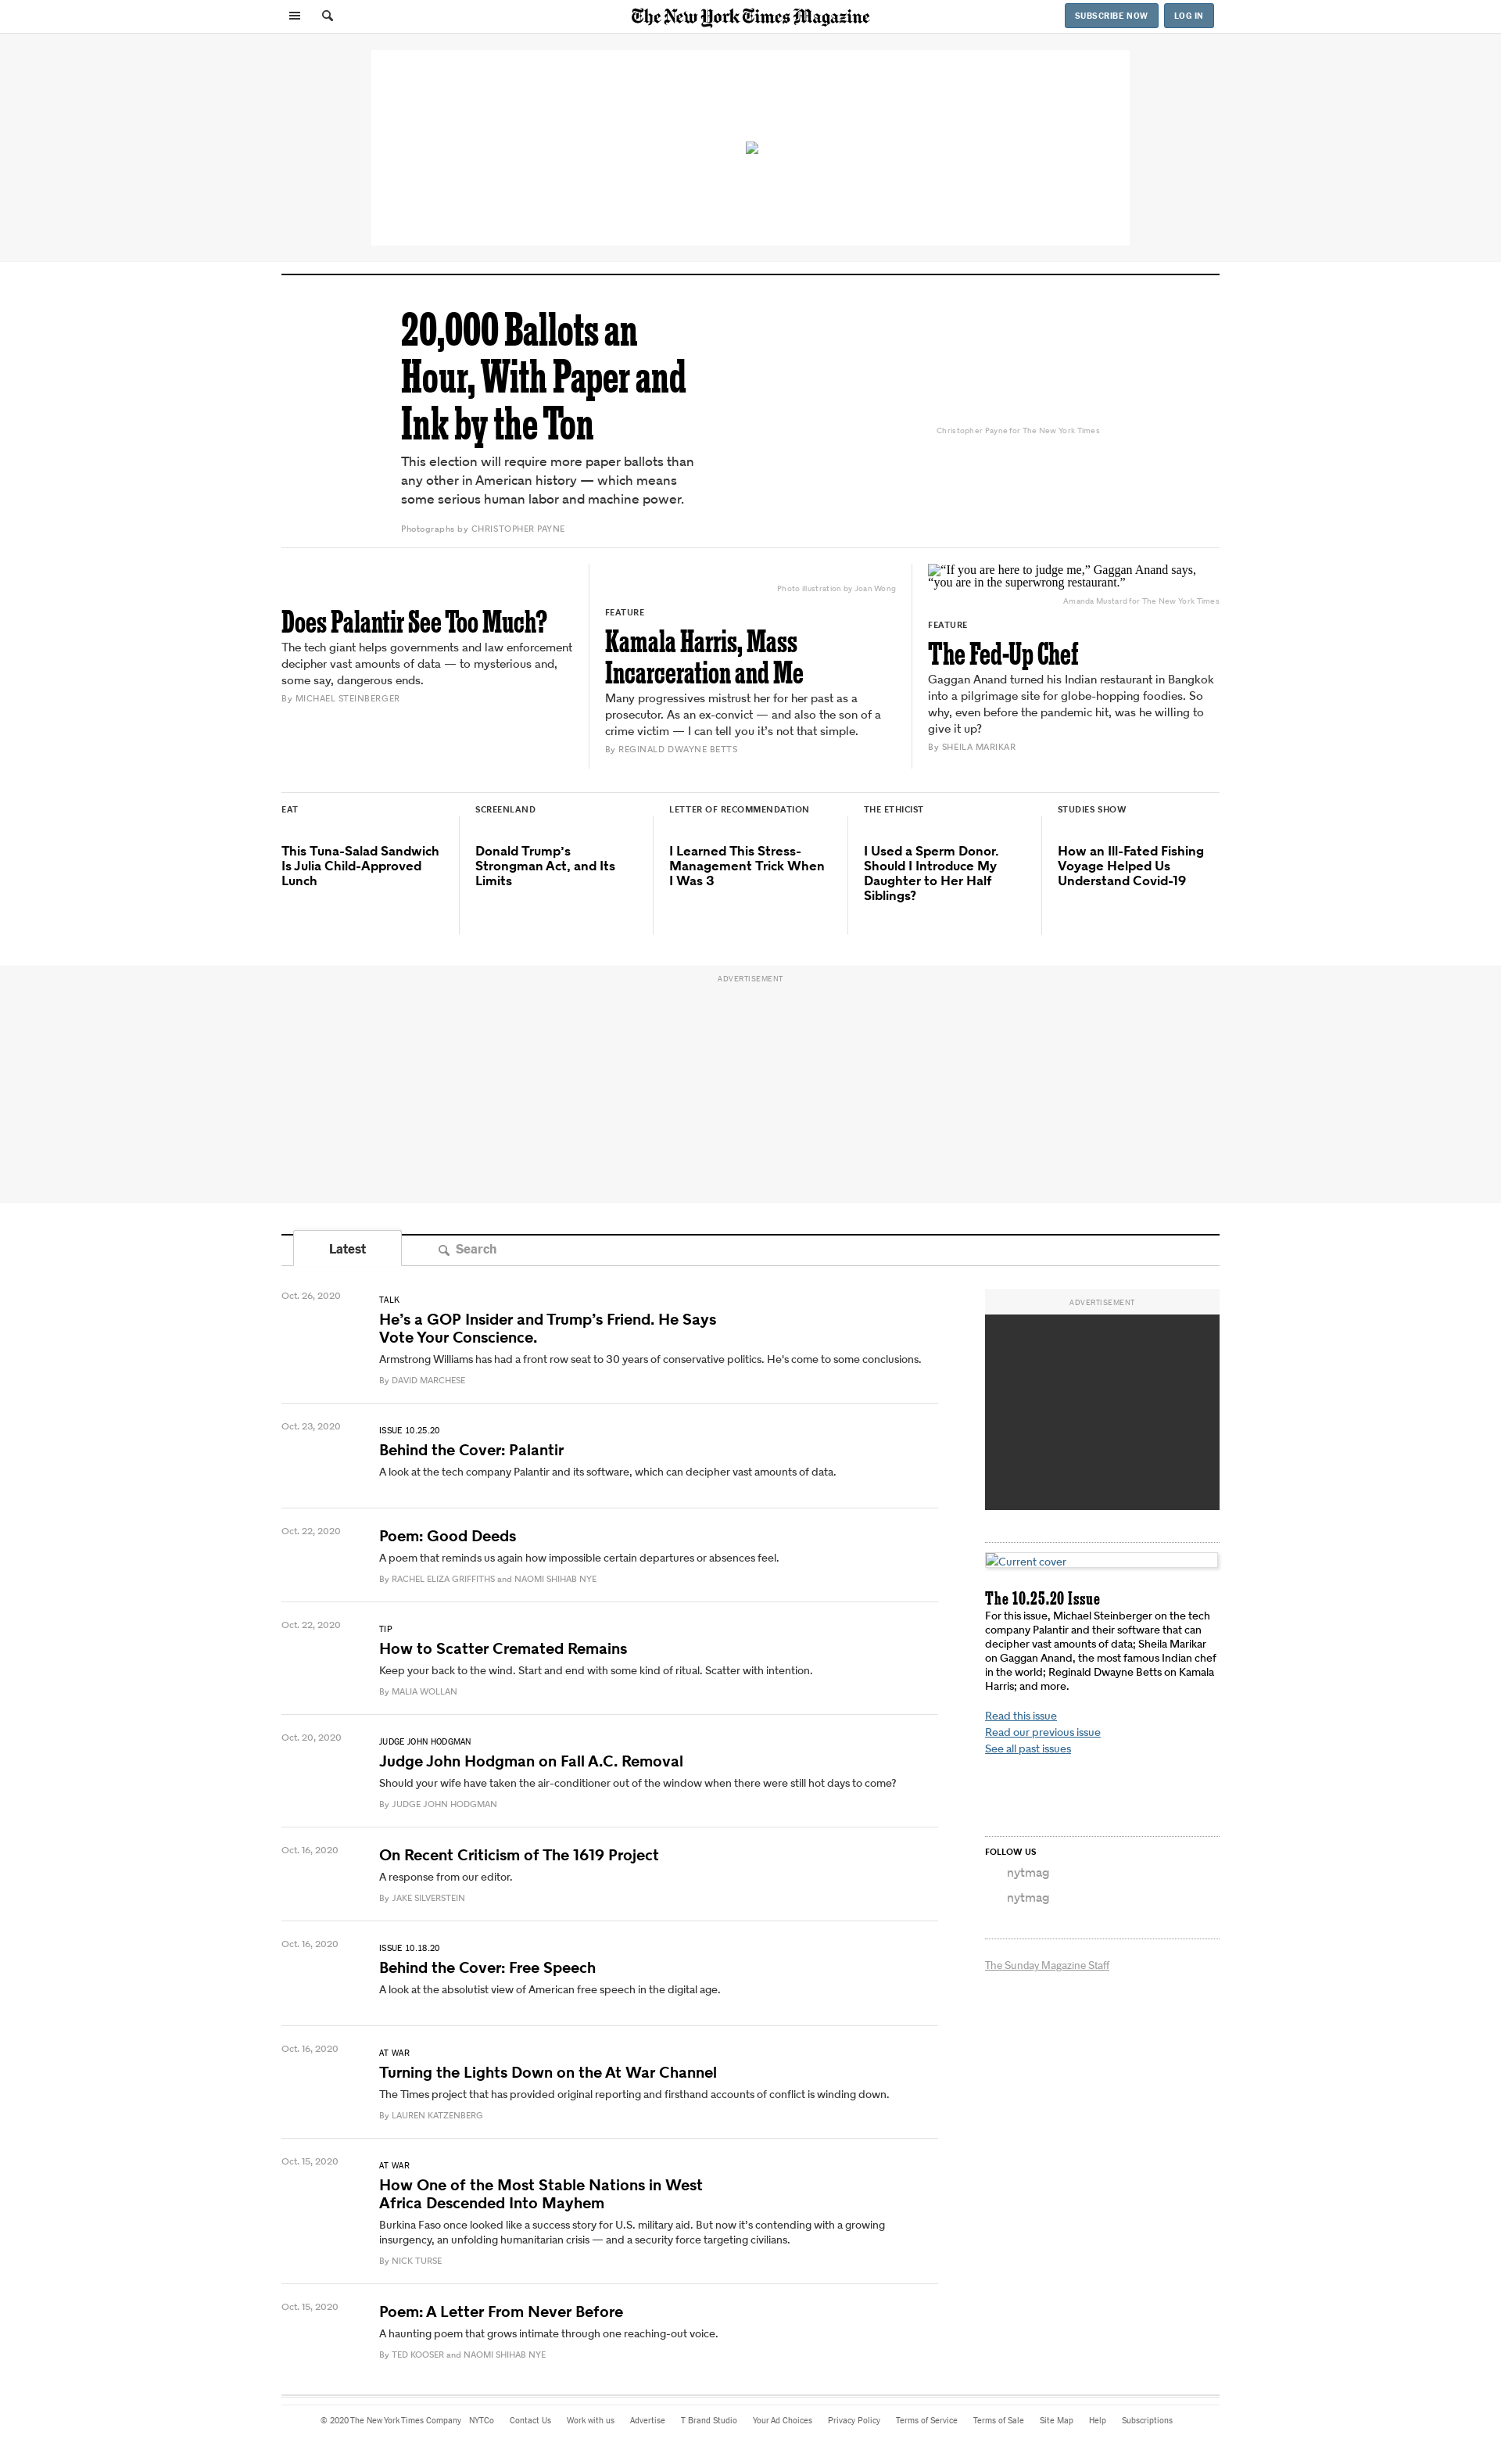 The New York Times Magazine
SUBSCRIBE NOW
LOG IN
20,000 Ballots an
Hour, With Paper and
Ink by the Ton
This election will require more paper ballots than
any other in American history — which means
some serious human labor and machine power.
Photographs by CHRISTOPHER PAYNE
Christopher Payne for The New York Times
Does Palantir See Too Much?
The tech giant helps governments and law enforcement
decipher vast amounts of data — to mysterious and,
some say, dangerous ends.
By MICHAEL STEINBERGER
Photo illustration by Joan Wong
FEATURE
Kamala Harris, Mass
Incarceration and Me
Many progressives mistrust her for her past as a
prosecutor. As an ex-convict — and also the son of a
crime victim — I can tell you it’s not that simple.
By REGINALD DWAYNE BETTS
“If you are here to judge me,” Gaggan Anand says,
“you are in the superwrong restaurant.”
Amanda Mustard for The New York Times
FEATURE
The Fed-Up Chef
Gaggan Anand turned his Indian restaurant in Bangkok
into a pilgrimage site for globe-hopping foodies. So
why, even before the pandemic hit, was he willing to
give it up?
By SHEILA MARIKAR
EAT
This Tuna-Salad Sandwich
Is Julia Child-Approved
Lunch
SCREENLAND
Donald Trump’s
Strongman Act, and Its
Limits
LETTER OF RECOMMENDATION
I Learned This Stress-
Management Trick When
I Was 3
THE ETHICIST
I Used a Sperm Donor.
Should I Introduce My
Daughter to Her Half
Siblings?
STUDIES SHOW
How an Ill-Fated Fishing
Voyage Helped Us
Understand Covid-19
ADVERTISEMENT
Latest
Search
Oct. 26, 2020
TALK
He’s a GOP Insider and Trump’s Friend. He Says
Vote Your Conscience.
Armstrong Williams has had a front row seat to 30 years of conservative politics. He's come to some conclusions.
By DAVID MARCHESE
Oct. 23, 2020
ISSUE 10.25.20
Behind the Cover: Palantir
A look at the tech company Palantir and its software, which can decipher vast amounts of data.
Oct. 22, 2020
Poem: Good Deeds
A poem that reminds us again how impossible certain departures or absences feel.
By RACHEL ELIZA GRIFFITHS and NAOMI SHIHAB NYE
Oct. 22, 2020
TIP
How to Scatter Cremated Remains
Keep your back to the wind. Start and end with some kind of ritual. Scatter with intention.
By MALIA WOLLAN
Oct. 20, 2020
JUDGE JOHN HODGMAN
Judge John Hodgman on Fall A.C. Removal
Should your wife have taken the air-conditioner out of the window when there were still hot days to come?
By JUDGE JOHN HODGMAN
Oct. 16, 2020
On Recent Criticism of The 1619 Project
A response from our editor.
By JAKE SILVERSTEIN
Oct. 16, 2020
ISSUE 10.18.20
Behind the Cover: Free Speech
A look at the absolutist view of American free speech in the digital age.
Oct. 16, 2020
AT WAR
Turning the Lights Down on the At War Channel
The Times project that has provided original reporting and firsthand accounts of conflict is winding down.
By LAUREN KATZENBERG
Oct. 15, 2020
AT WAR
How One of the Most Stable Nations in West
Africa Descended Into Mayhem
Burkina Faso once looked like a success story for U.S. military aid. But now it’s contending with a growing
insurgency, an unfolding humanitarian crisis — and a security force targeting civilians.
By NICK TURSE
Oct. 15, 2020
Poem: A Letter From Never Before
A haunting poem that grows intimate through one reaching-out voice.
By TED KOOSER and NAOMI SHIHAB NYE
ADVERTISEMENT
Current cover
The 10.25.20 Issue
For this issue, Michael Steinberger on the tech
company Palantir and their software that can
decipher vast amounts of data; Sheila Marikar
on Gaggan Anand, the most famous Indian chef
in the world; Reginald Dwayne Betts on Kamala
Harris; and more.
Read this issue
Read our previous issue
See all past issues
FOLLOW US
nytmag
nytmag
The Sunday Magazine Staff
© 2020 The New York Times Company NYTCo Contact Us Work with us Advertise T Brand Studio Your Ad Choices Privacy Policy Terms of Service Terms of Sale Site Map Help Subscriptions